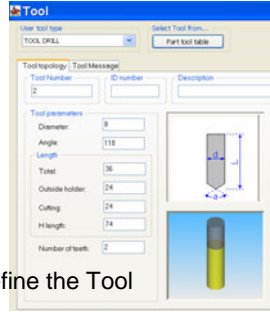 Tool
User tool type
Select Tool from...
TOOL DRILL
Part tool table
Tool topology Tool Message
Tool Number
ID number
Description
2
Tool parameters
Diameter: 8
Angle: 118
Length
Total: 36
Outside holder: 24
Cutting: 24
H length: 74
Number of teeth: 2
d
L
a
fine the Tool